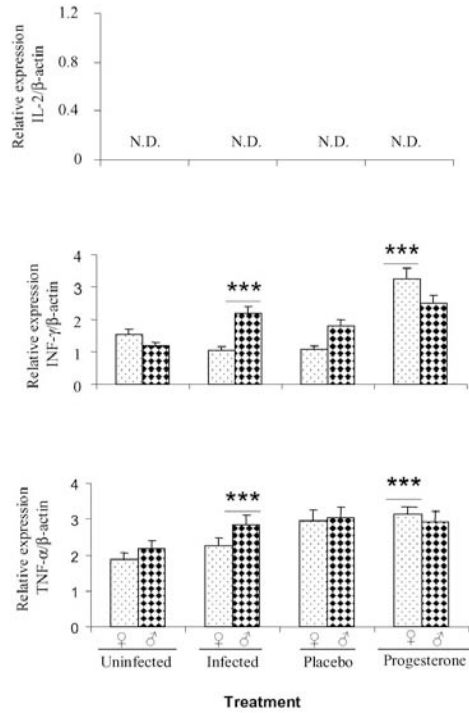 Relative expression
IL-2/β-actin
1.2
0.8
0.4
0
N.D. N.D. N.D. N.D.
Relative expression
INF-γ/β-actin
4
3
2
1
0
***
***
Relative expression
TNF-α/β-actin
4
3
2
1
0
***
***
♀ ♂ ♀ ♂ ♀ ♂ ♀ ♂
Uninfected Infected Placebo Progesterone
Treatment